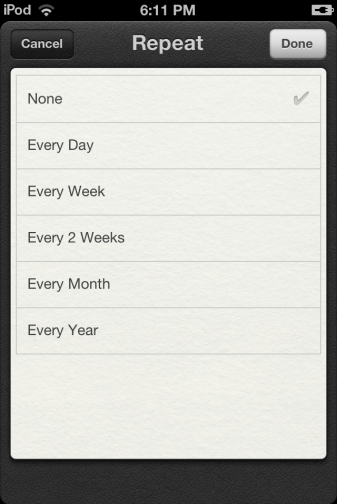 iPod 6:11 PM
Cancel Repeat Done
None
Every Day
Every Week
Every 2 Weeks
Every Month
Every Year